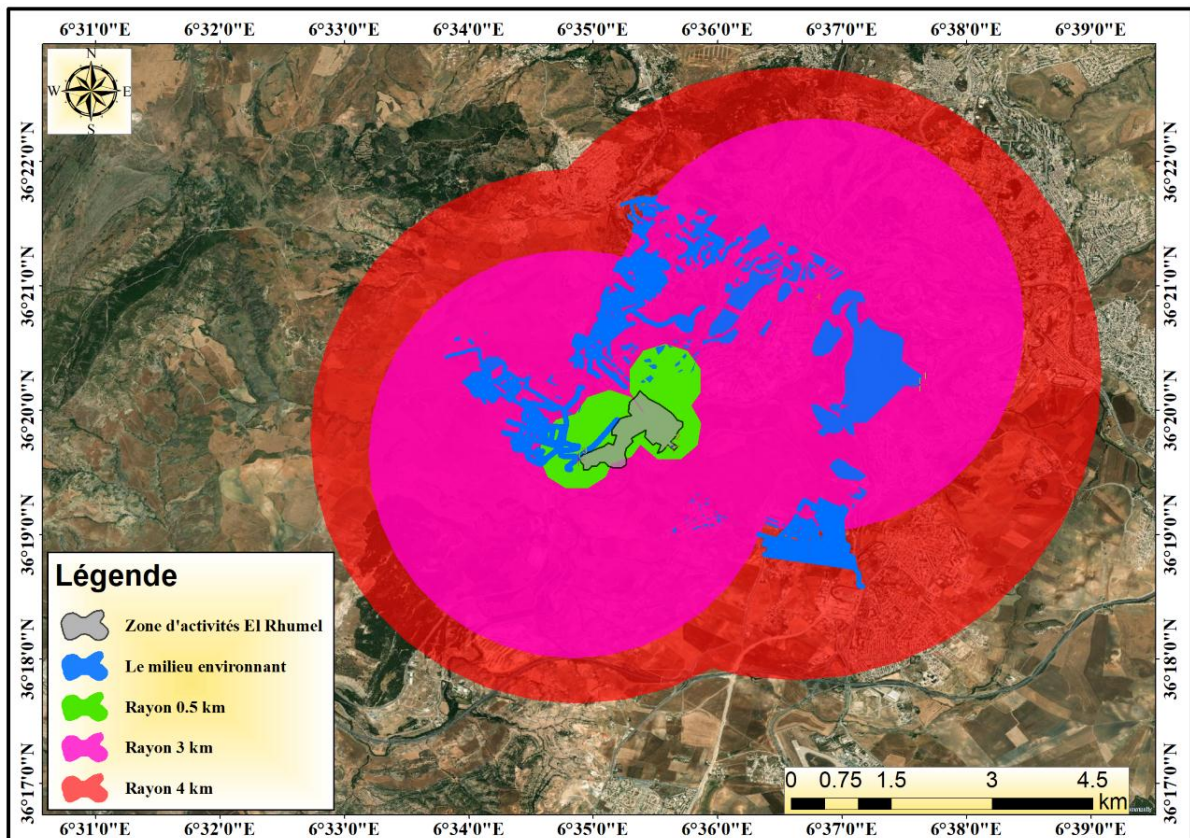 6°31'0"E 6°32'0"E 6°33'0"E 6°34'0"E 6°35'0"E 6°36'0"E 6°37'0"E 6°38'0"E 6°39'0"E
N
W E
S
36°22'0"N 36°22'0"N
36°21'0"N 36°21'0"N
36°20'0"N 36°20'0"N
36°19'0"N 36°19'0"N
36°18'0"N 36°18'0"N
36°17'0"N 36°17'0"N
Légende
Zone d'activités El Rhumel
Le milieu environnant
Rayon 0.5 km
Rayon 3 km
Rayon 4 km
0 0.75 1.5 3 4.5
km
6°31'0"E 6°32'0"E 6°33'0"E 6°34'0"E 6°35'0"E 6°36'0"E 6°37'0"E 6°38'0"E 6°39'0"E